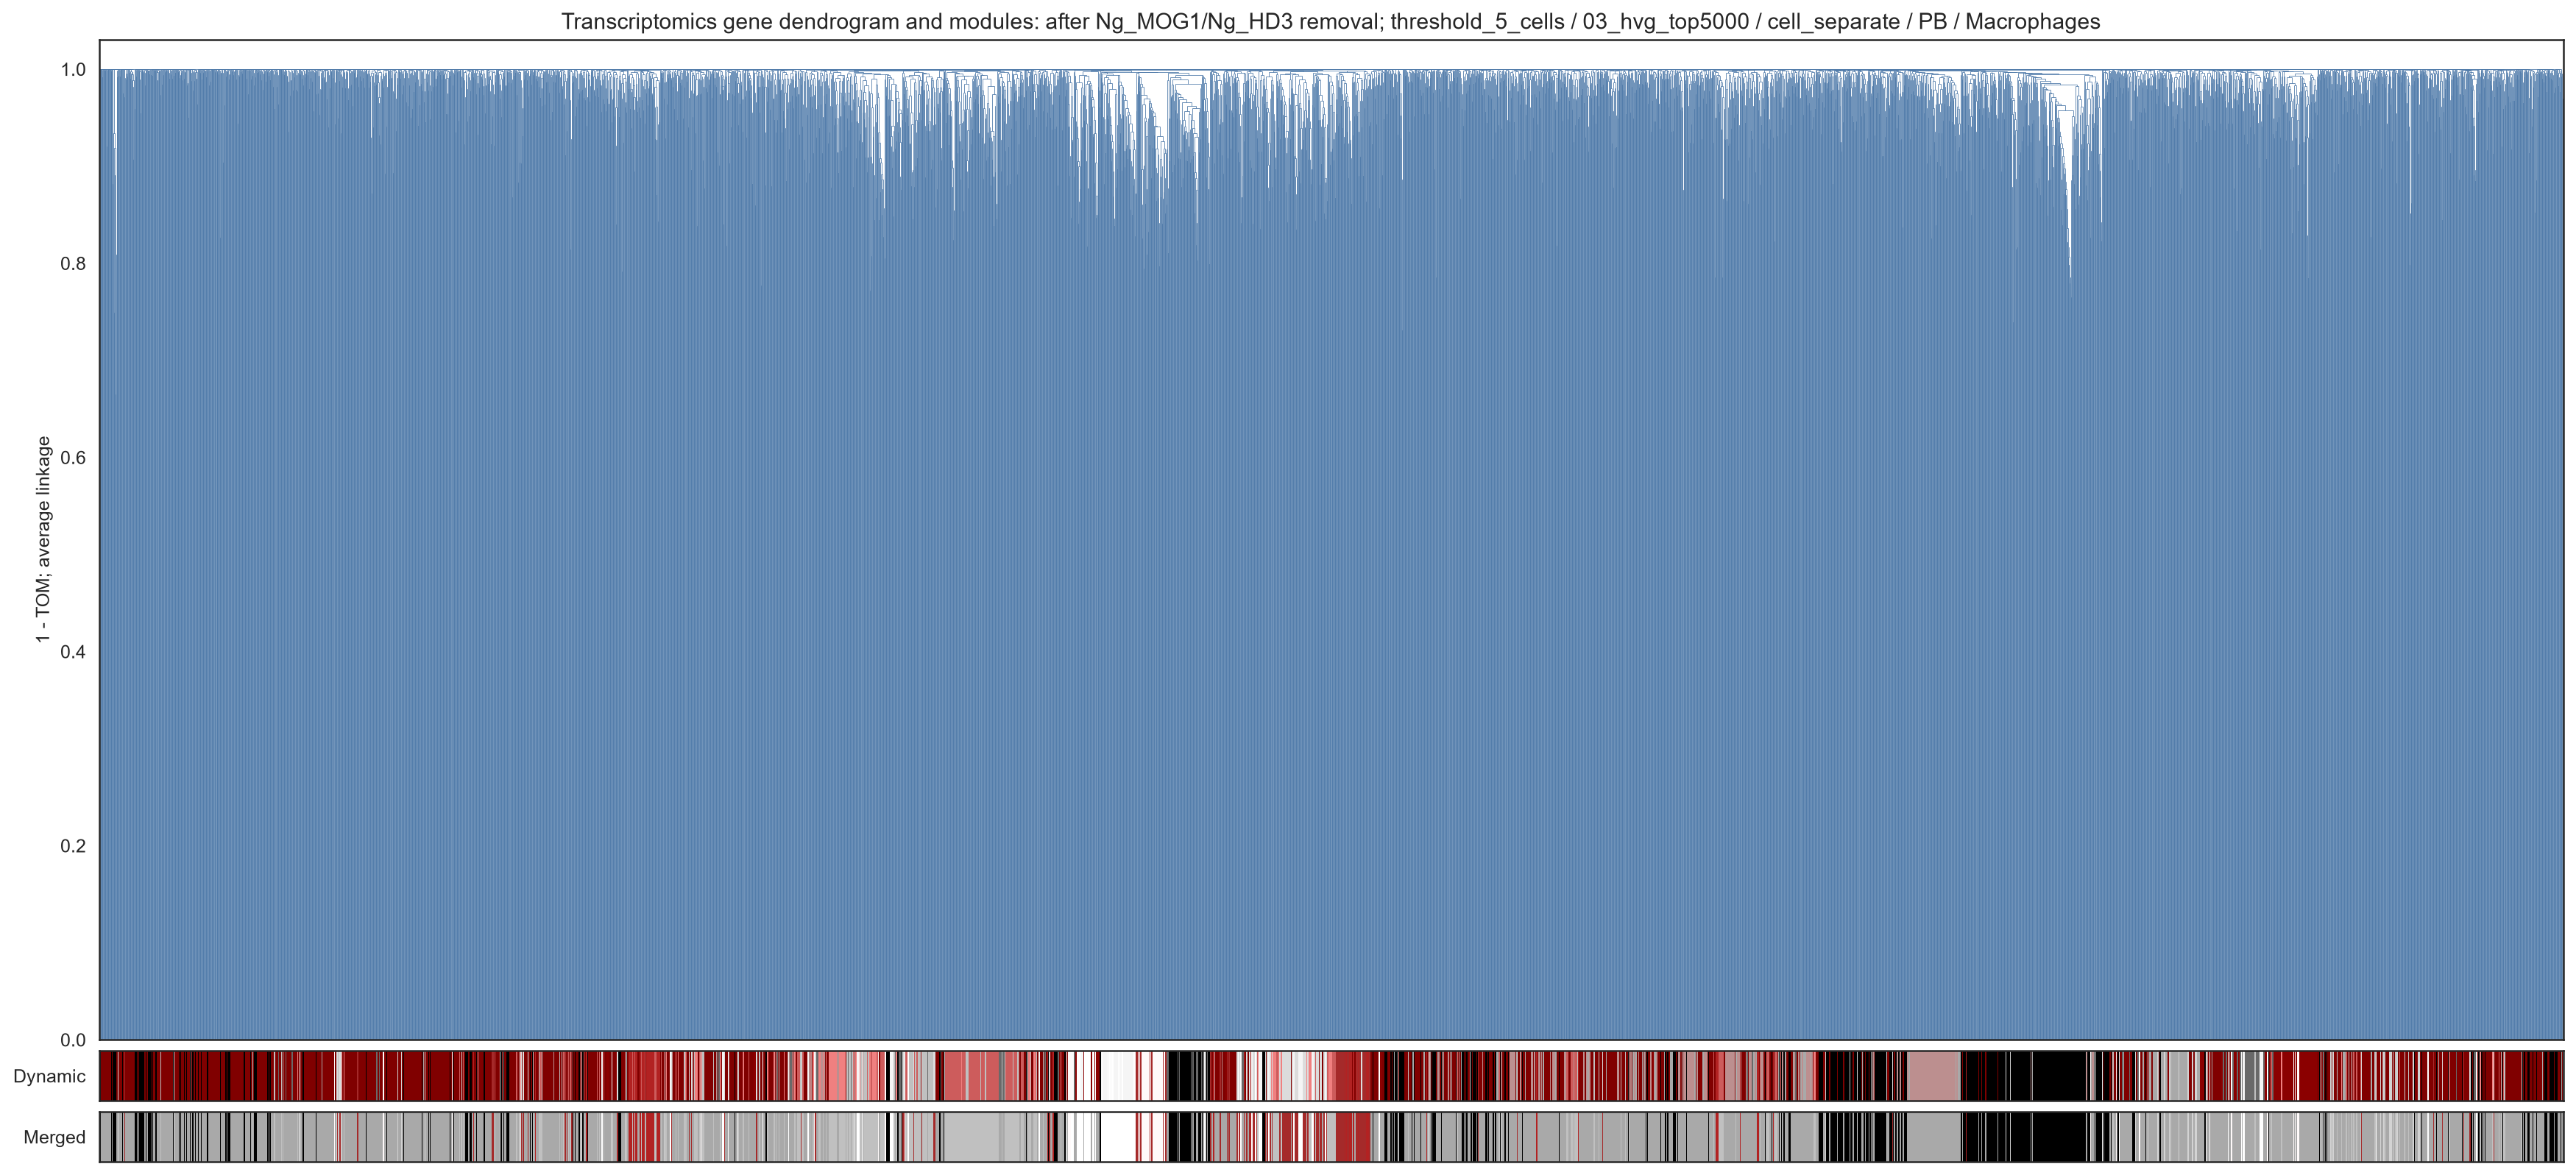 Transcriptomics gene dendrogram and modules: after Ng_MOG1/Ng_HD3 removal; threshold_5_cells / 03_hvg_top5000 / cell_separate / PB / Macrophages
1.0
0.8
0.6
0.4
0.2
0.0
1 - TOM; average linkage
Dynamic
Merged